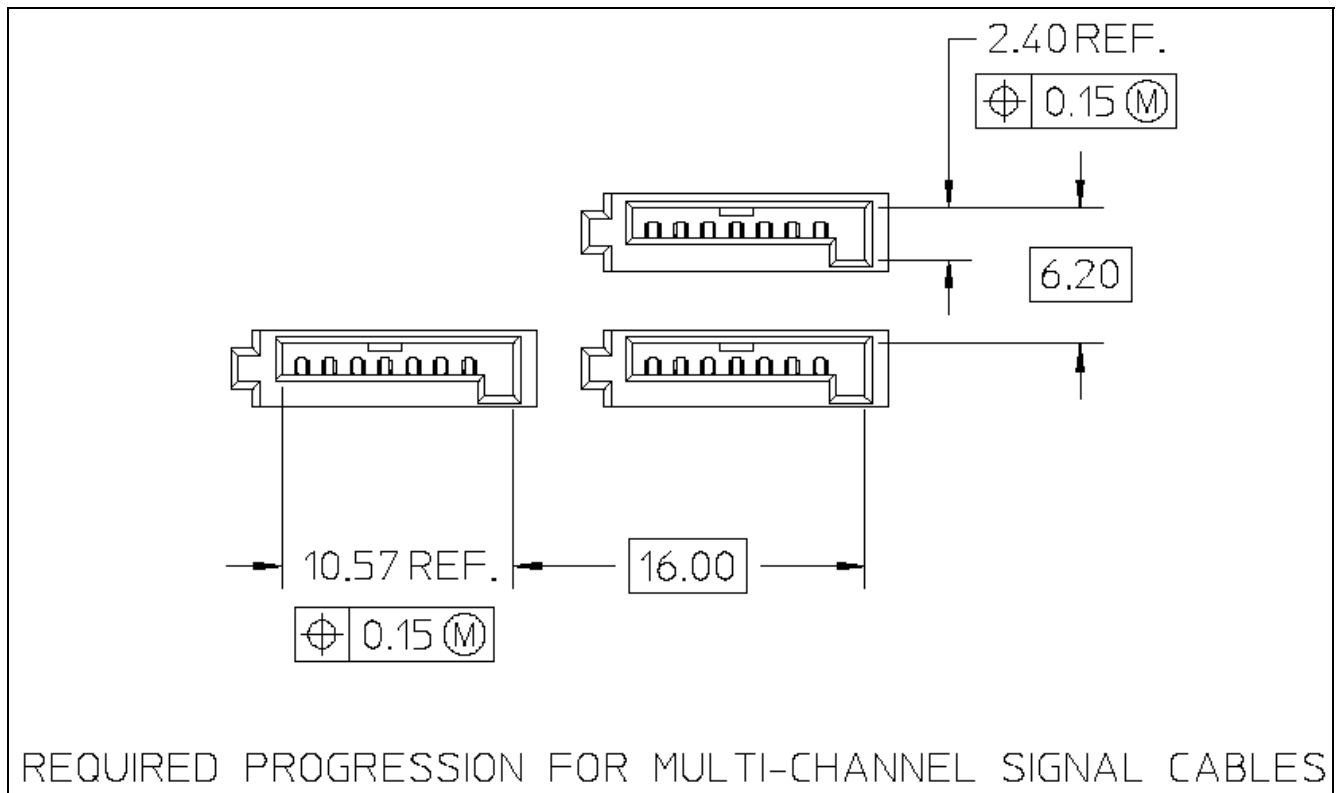 2.40 REF.
⌖ 0.15 Ⓜ
6.20
10.57 REF.
16.00
⌖ 0.15 Ⓜ
REQUIRED PROGRESSION FOR MULTI-CHANNEL SIGNAL CABLES